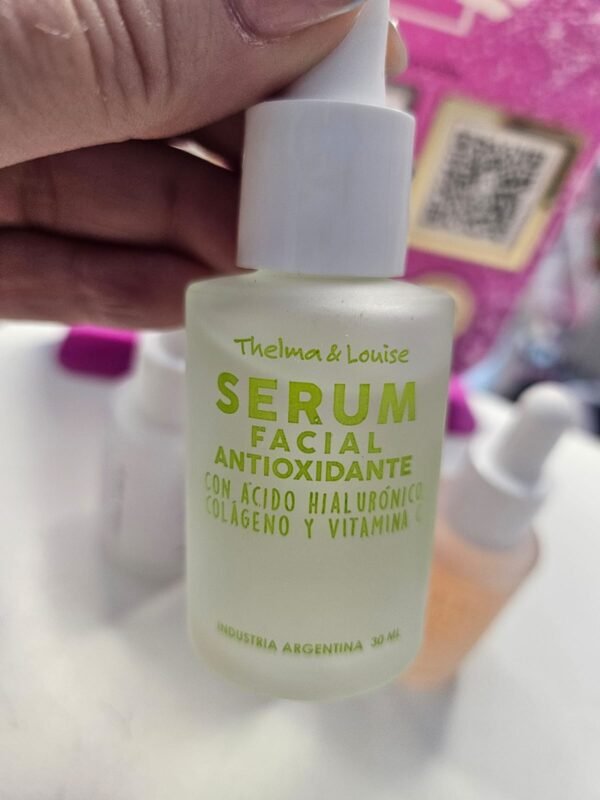 Thelma & Louise
SERUM
FACIAL
ANTIOXIDANTE
CON ÁCIDO HIALURÓNICO,
COLÁGENO Y VITAMINA C
INDUSTRIA ARGENTINA 30 ML